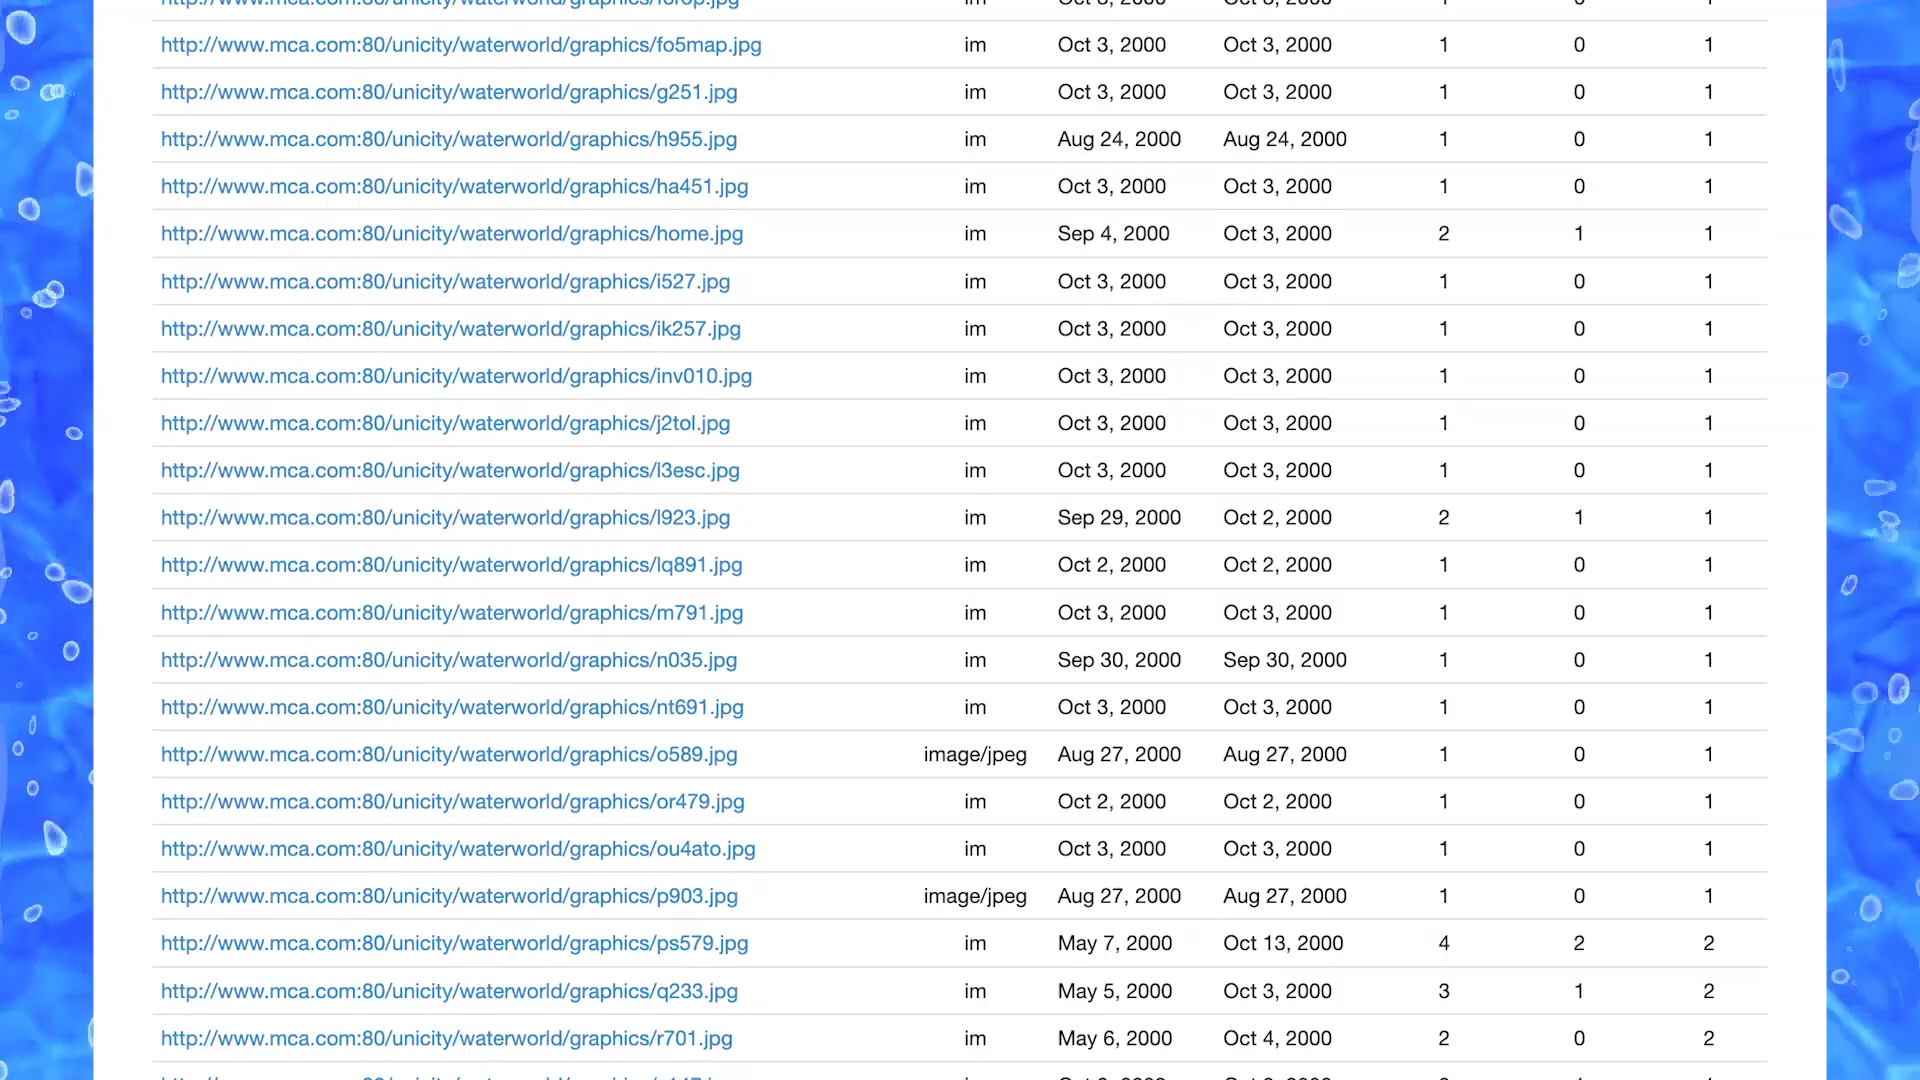 http://www.mca.com:80/unicity/waterworld/graphics/fo5map.jpg im Oct 3, 2000 Oct 3, 2000 1 0 1
http://www.mca.com:80/unicity/waterworld/graphics/g251.jpg im Oct 3, 2000 Oct 3, 2000 1 0 1
http://www.mca.com:80/unicity/waterworld/graphics/h955.jpg im Aug 24, 2000 Aug 24, 2000 1 0 1
http://www.mca.com:80/unicity/waterworld/graphics/ha451.jpg im Oct 3, 2000 Oct 3, 2000 1 0 1
http://www.mca.com:80/unicity/waterworld/graphics/home.jpg im Sep 4, 2000 Oct 3, 2000 2 1 1
http://www.mca.com:80/unicity/waterworld/graphics/i527.jpg im Oct 3, 2000 Oct 3, 2000 1 0 1
http://www.mca.com:80/unicity/waterworld/graphics/ik257.jpg im Oct 3, 2000 Oct 3, 2000 1 0 1
http://www.mca.com:80/unicity/waterworld/graphics/inv010.jpg im Oct 3, 2000 Oct 3, 2000 1 0 1
http://www.mca.com:80/unicity/waterworld/graphics/j2tol.jpg im Oct 3, 2000 Oct 3, 2000 1 0 1
http://www.mca.com:80/unicity/waterworld/graphics/l3esc.jpg im Oct 3, 2000 Oct 3, 2000 1 0 1
http://www.mca.com:80/unicity/waterworld/graphics/l923.jpg im Sep 29, 2000 Oct 2, 2000 2 1 1
http://www.mca.com:80/unicity/waterworld/graphics/lq891.jpg im Oct 2, 2000 Oct 2, 2000 1 0 1
http://www.mca.com:80/unicity/waterworld/graphics/m791.jpg im Oct 3, 2000 Oct 3, 2000 1 0 1
http://www.mca.com:80/unicity/waterworld/graphics/n035.jpg im Sep 30, 2000 Sep 30, 2000 1 0 1
http://www.mca.com:80/unicity/waterworld/graphics/nt691.jpg im Oct 3, 2000 Oct 3, 2000 1 0 1
http://www.mca.com:80/unicity/waterworld/graphics/o589.jpg image/jpeg Aug 27, 2000 Aug 27, 2000 1 0 1
http://www.mca.com:80/unicity/waterworld/graphics/or479.jpg im Oct 2, 2000 Oct 2, 2000 1 0 1
http://www.mca.com:80/unicity/waterworld/graphics/ou4ato.jpg im Oct 3, 2000 Oct 3, 2000 1 0 1
http://www.mca.com:80/unicity/waterworld/graphics/p903.jpg image/jpeg Aug 27, 2000 Aug 27, 2000 1 0 1
http://www.mca.com:80/unicity/waterworld/graphics/ps579.jpg im May 7, 2000 Oct 13, 2000 4 2 2
http://www.mca.com:80/unicity/waterworld/graphics/q233.jpg im May 5, 2000 Oct 3, 2000 3 1 2
http://www.mca.com:80/unicity/waterworld/graphics/r701.jpg im May 6, 2000 Oct 4, 2000 2 0 2